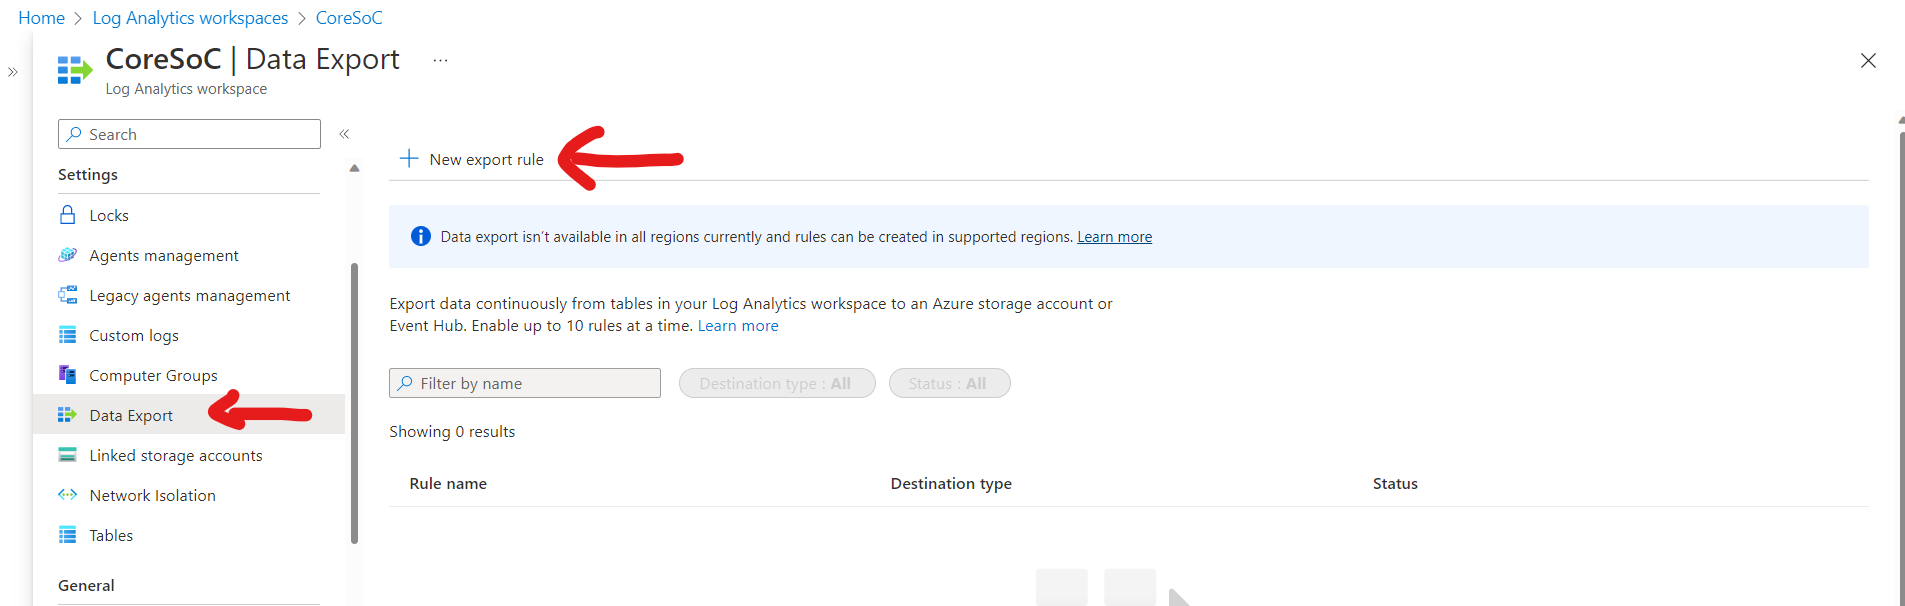 Home > Log Analytics workspaces > CoreSoC
CoreSoC | Data Export ...
Log Analytics workspace
Search
Settings
Locks
Agents management
Legacy agents management
Custom logs
Computer Groups
Data Export
Linked storage accounts
Network Isolation
Tables
General
New export rule
Data export isn't available in all regions currently and rules can be created in supported regions. Learn more
Export data continuously from tables in your Log Analytics workspace to an Azure storage account or
Event Hub. Enable up to 10 rules at a time. Learn more
Filter by name Destination type : All Status : All
Showing 0 results
Rule name Destination type Status